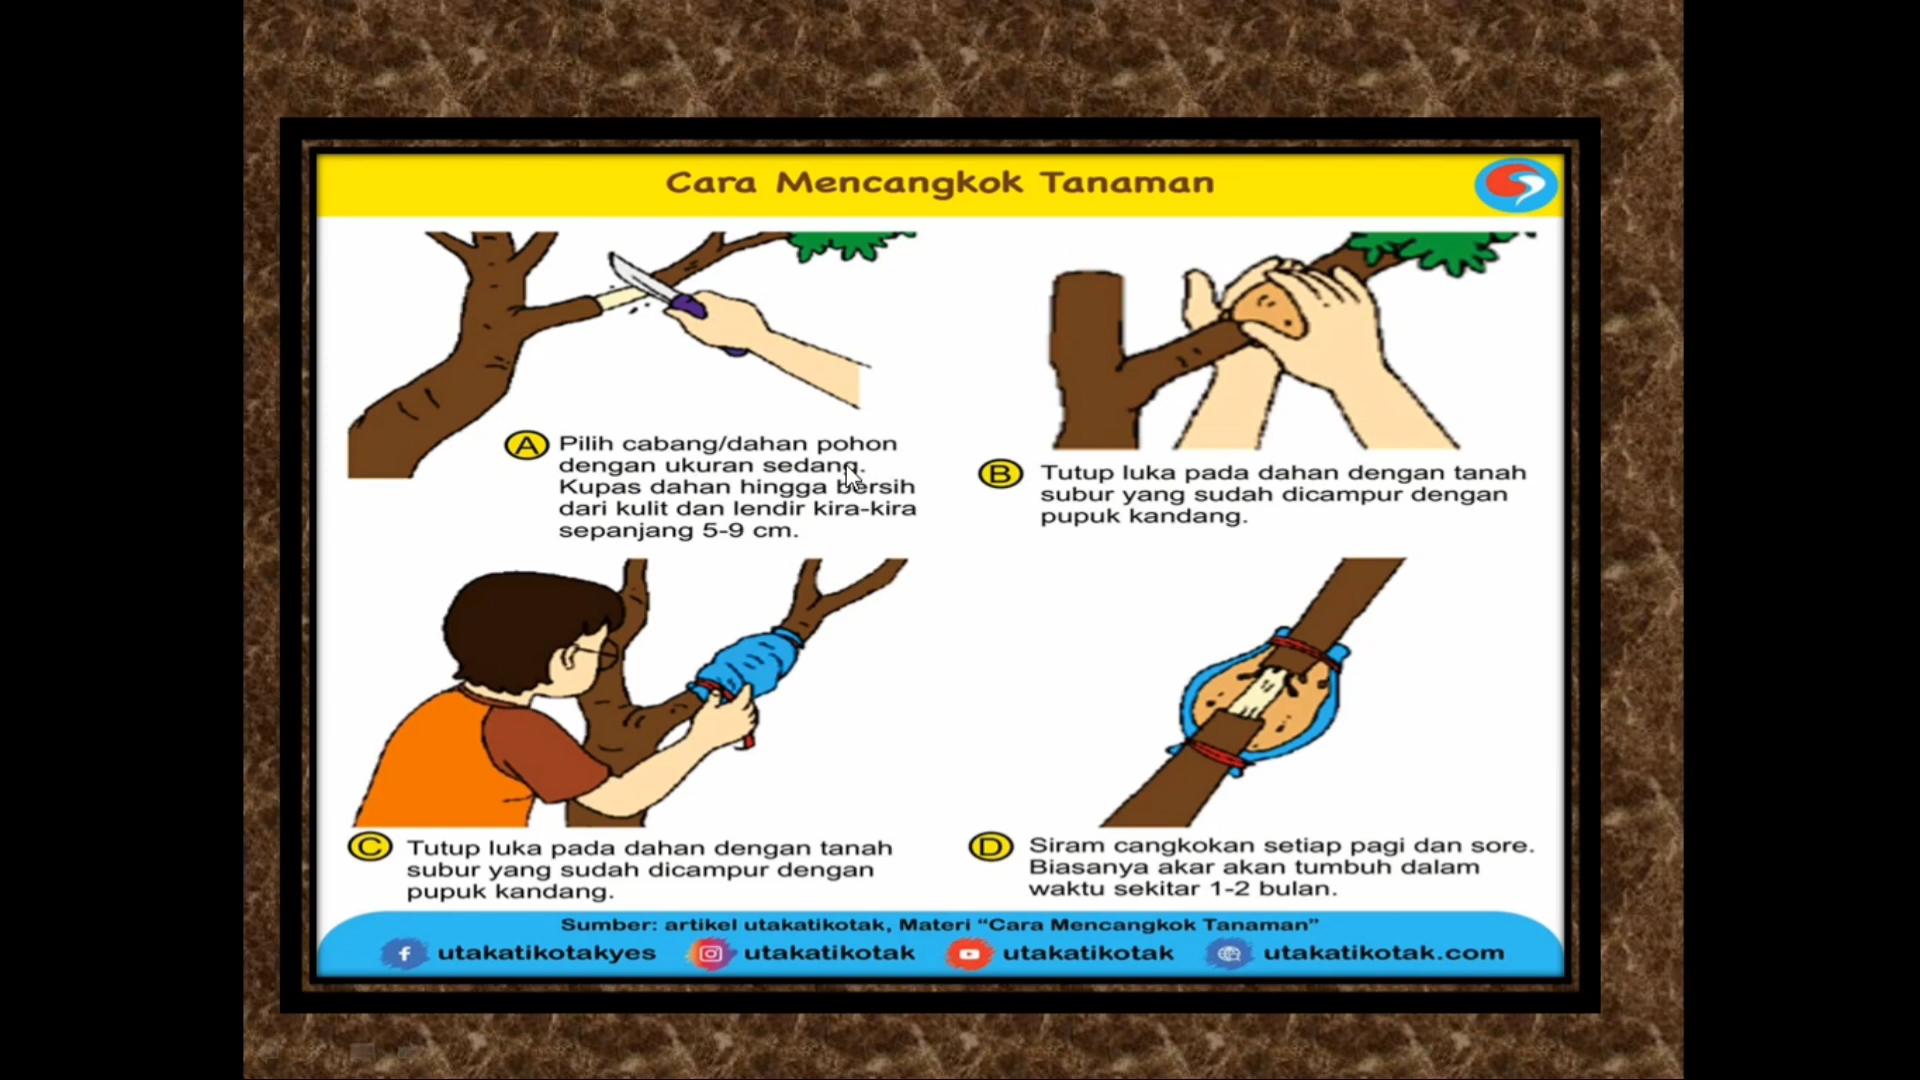 Cara Mencangkok Tanaman
A Pilih cabang/dahan pohon
dengan ukuran sedang.
Kupas dahan hingga bersih
dari kulit dan lendir kira-kira
sepanjang 5-9 cm.
B Tutup luka pada dahan dengan tanah
subur yang sudah dicampur dengan
pupuk kandang.
C Tutup luka pada dahan dengan tanah
subur yang sudah dicampur dengan
pupuk kandang.
D Siram cangkokan setiap pagi dan sore.
Biasanya akar akan tumbuh dalam
waktu sekitar 1-2 bulan.
Sumber: artikel utakatikotak, Materi “Cara Mencangkok Tanaman”
utakatikotakyes utakatikotak utakatikotak utakatikotak.com